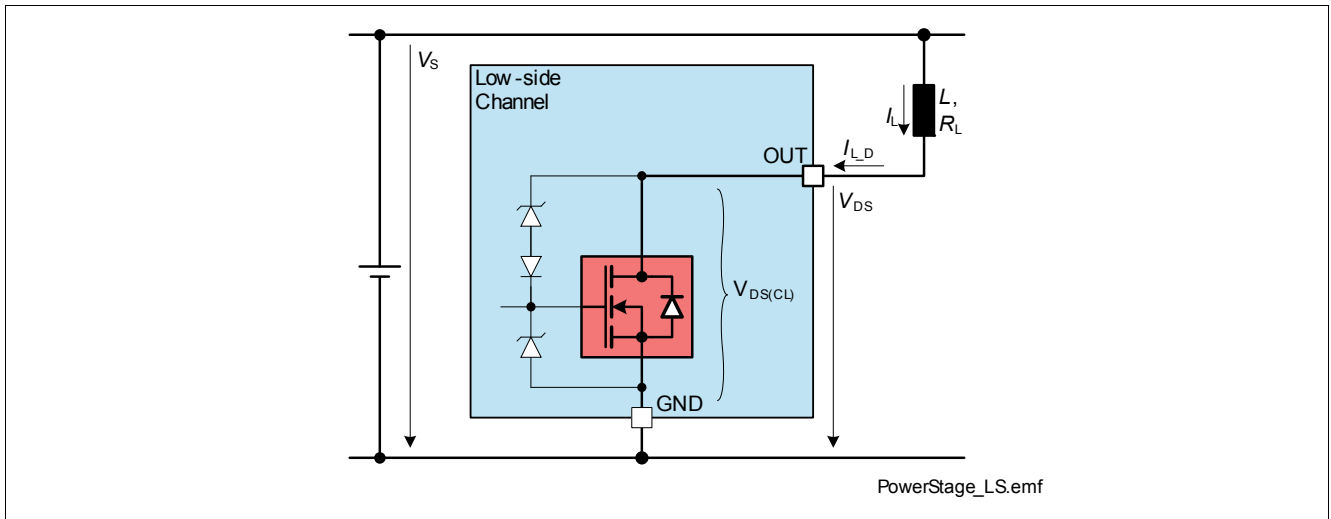 VS
Low-side
Channel
IL
L,
RL
IL_D
OUT
VDS
VDS(CL)
GND
PowerStage_LS.emf